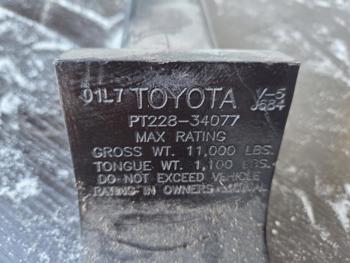 01L7 TOYOTA V-5
J684
PT228-34077
MAX RATING
GROSS WT. 11,000 LBS.
TONGUE WT. 1,100 LBS.
DO NOT EXCEED VEHICLE
RATING IN OWNERS MANUAL